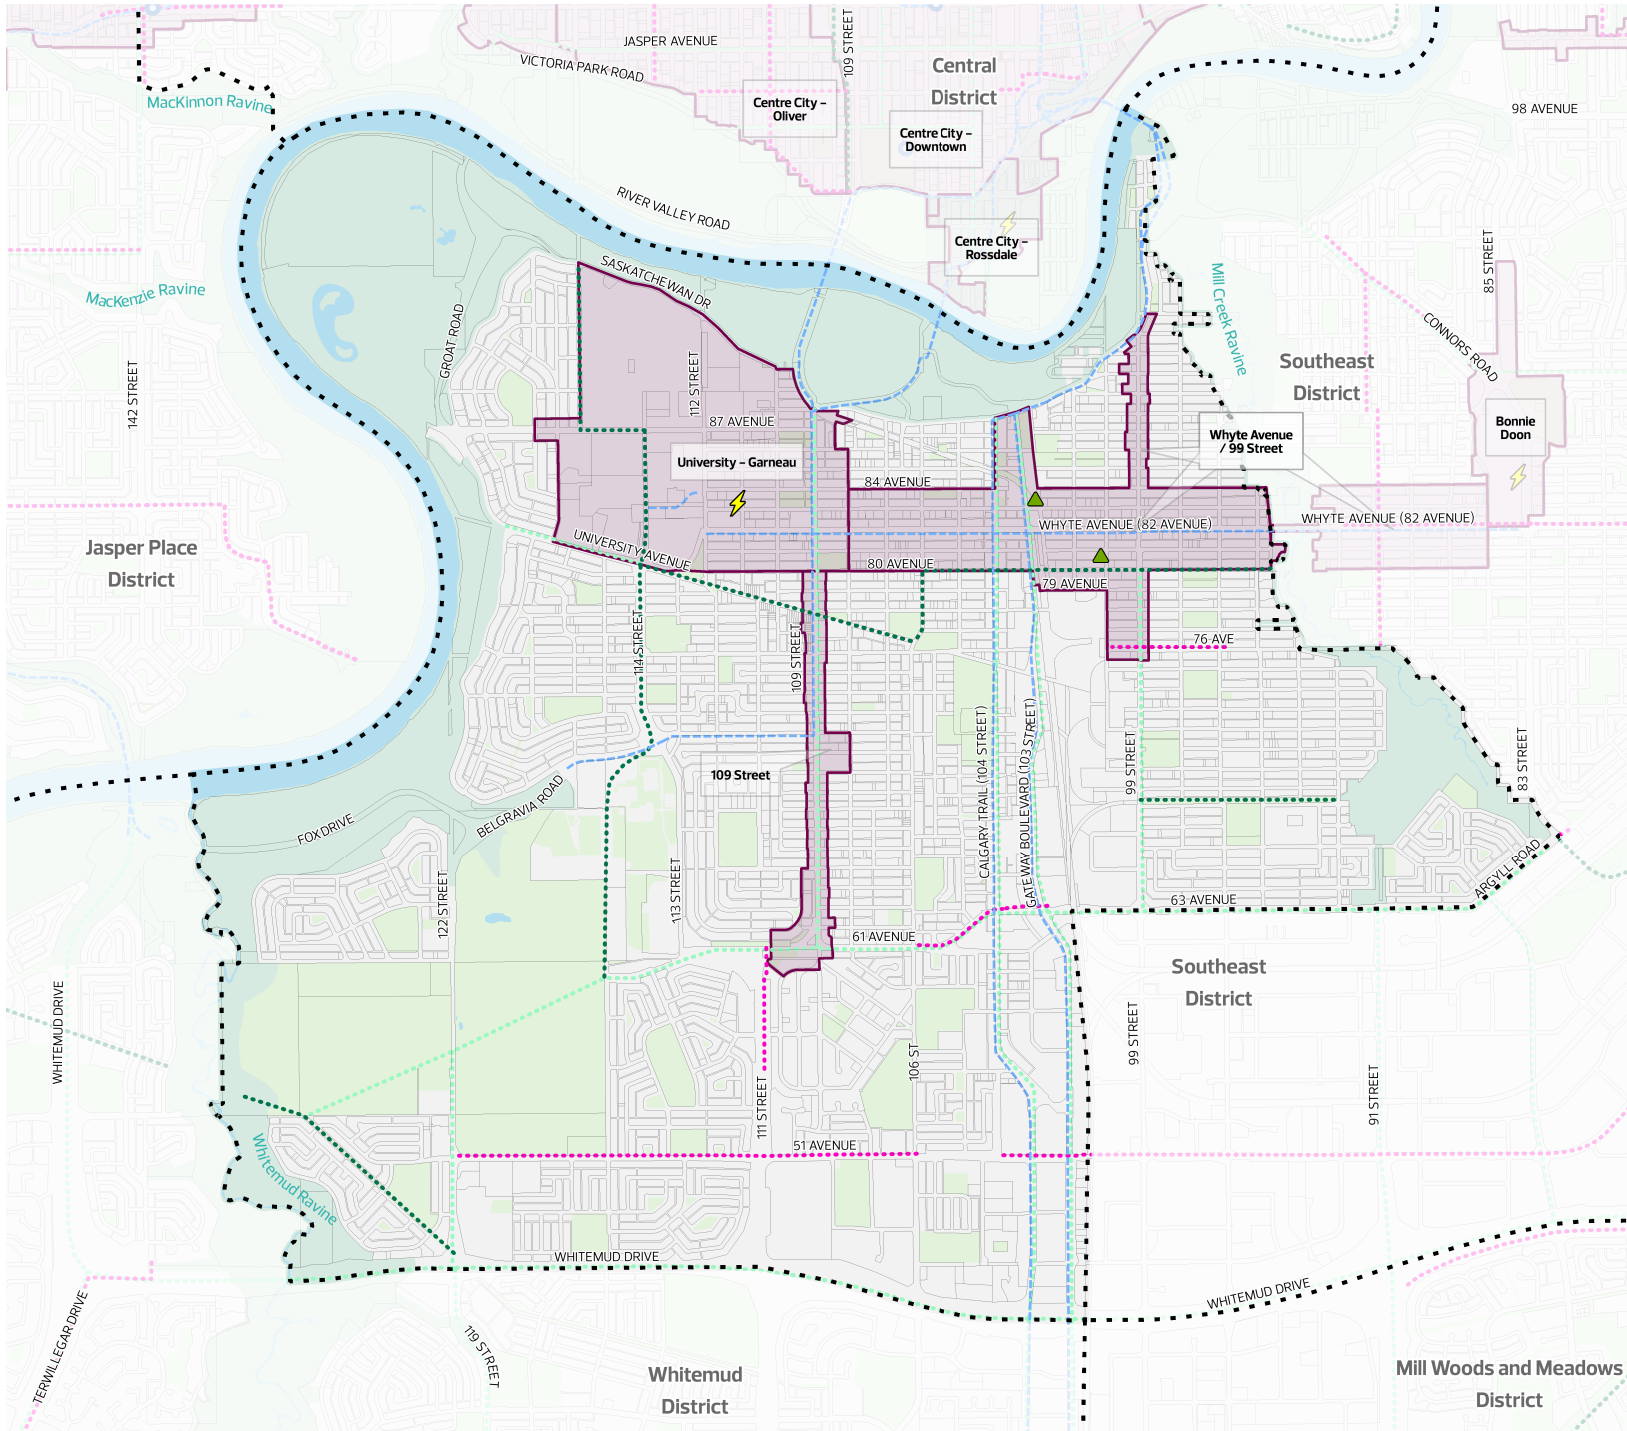 JASPER AVENUE
109 STREET
VICTORIA PARK ROAD
Central
District
Centre City –
Oliver
MacKinnon Ravine
98 AVENUE
Centre City –
Downtown
RIVER VALLEY ROAD
Centre City –
Rossdale
85 STREET
SASKATCHEWAN DR
MacKenzie Ravine
Mill Creek Ravine
GROAT ROAD
CONNORS ROAD
Southeast
District
142 STREET
112 STREET
87 AVENUE
Bonnie
Doon
Whyte Avenue
/ 99 Street
University – Garneau
84 AVENUE
WHYTE AVENUE (82 AVENUE)
WHYTE AVENUE (82 AVENUE)
UNIVERSITY AVENUE
Jasper Place
District
80 AVENUE
79 AVENUE
114 STREET
109 STREET
76 AVE
CALGARY TRAIL (104 STREET)
GATEWAY BOULEVARD (103 STREET)
99 STREET
83 STREET
109 Street
BELGRAVIA ROAD
FOX DRIVE
122 STREET
113 STREET
ARGYLL ROAD
63 AVENUE
61 AVENUE
Southeast
District
WHITEMUD DRIVE
99 STREET
106 ST
111 STREET
91 STREET
51 AVENUE
Whitemud Ravine
WHITEMUD DRIVE
WHITEMUD DRIVE
TERWILLEGAR DRIVE
119 STREET
Whitemud
District
Mill Woods and Meadows
District